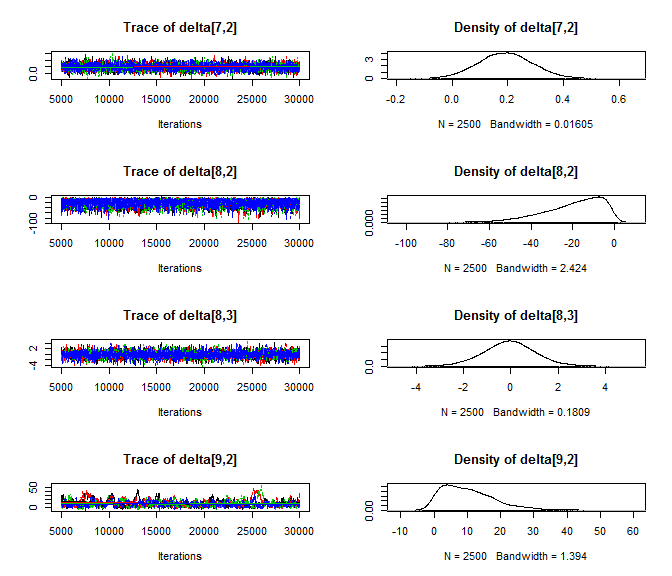 Trace of delta[7,2] Density of delta[7,2]
0.0 3 0
5000 10000 15000 20000 25000 30000 -0.2 0.0 0.2 0.4 0.6
Iterations N = 2500 Bandwidth = 0.01605
Trace of delta[8,2] Density of delta[8,2]
0 -100 0.000
5000 10000 15000 20000 25000 30000 -100 -80 -60 -40 -20 0
Iterations N = 2500 Bandwidth = 2.424
Trace of delta[8,3] Density of delta[8,3]
2 -4 0.0
5000 10000 15000 20000 25000 30000 -4 -2 0 2 4
Iterations N = 2500 Bandwidth = 0.1809
Trace of delta[9,2] Density of delta[9,2]
50 0 0.00
5000 10000 15000 20000 25000 30000 -10 0 10 20 30 40 50 60
Iterations N = 2500 Bandwidth = 1.394